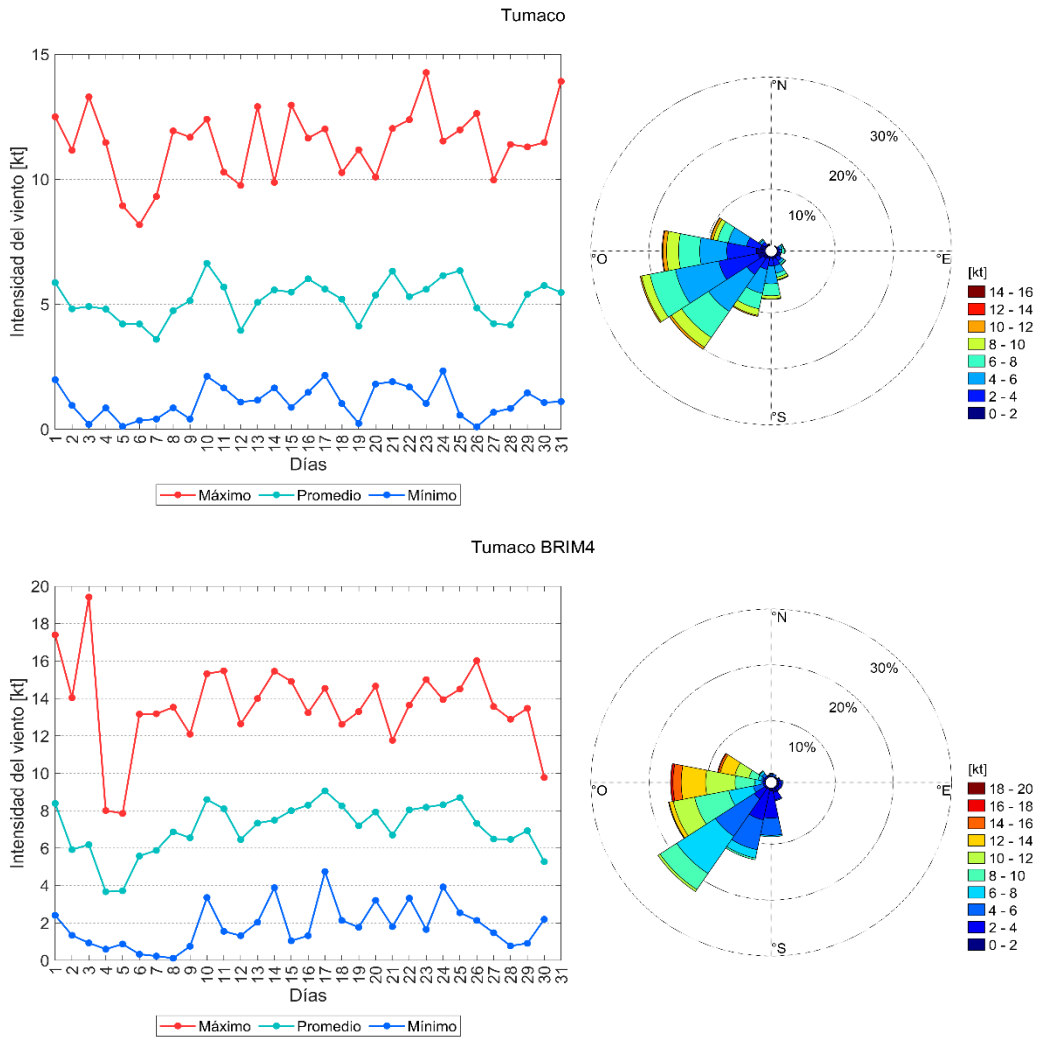 Tumaco
Intensidad del viento [kt]
15
10
5
0
1 2 3 4 5 6 7 8 9 10 11 12 13 14 15 16 17 18 19 20 21 22 23 24 25 26 27 28 29 30 31
Días
Máximo Promedio Mínimo
°N
30%
20%
10%
°O
°E
°S
[kt]
14 - 16
12 - 14
10 - 12
8 - 10
6 - 8
4 - 6
2 - 4
0 - 2
Tumaco BRIM4
Intensidad del viento [kt]
20
18
16
14
12
10
8
6
4
2
0
1 2 3 4 5 6 7 8 9 10 11 12 13 14 15 16 17 18 19 20 21 22 23 24 25 26 27 28 29 30 31
Días
Máximo Promedio Mínimo
°N
30%
20%
10%
°O
°E
°S
[kt]
18 - 20
16 - 18
14 - 16
12 - 14
10 - 12
8 - 10
6 - 8
4 - 6
2 - 4
0 - 2